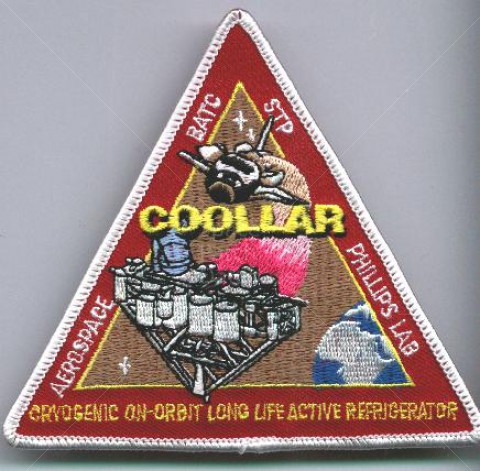 BATC
STP
COOLLAR
AEROSPACE
PHILLIPS LAB
CRYOGENIC ON-ORBIT LONG LIFE ACTIVE REFRIGERATOR